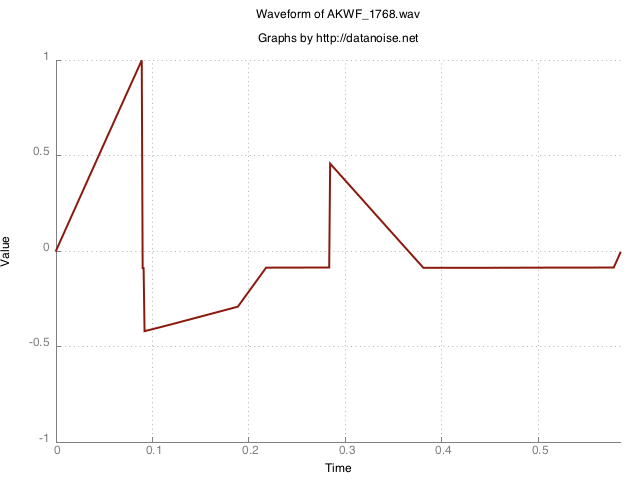 Waveform of AKWF_1768.wav
Graphs by http://datanoise.net
1
0.5
0
-0.5
-1
Value
0 0.1 0.2 0.3 0.4 0.5
Time